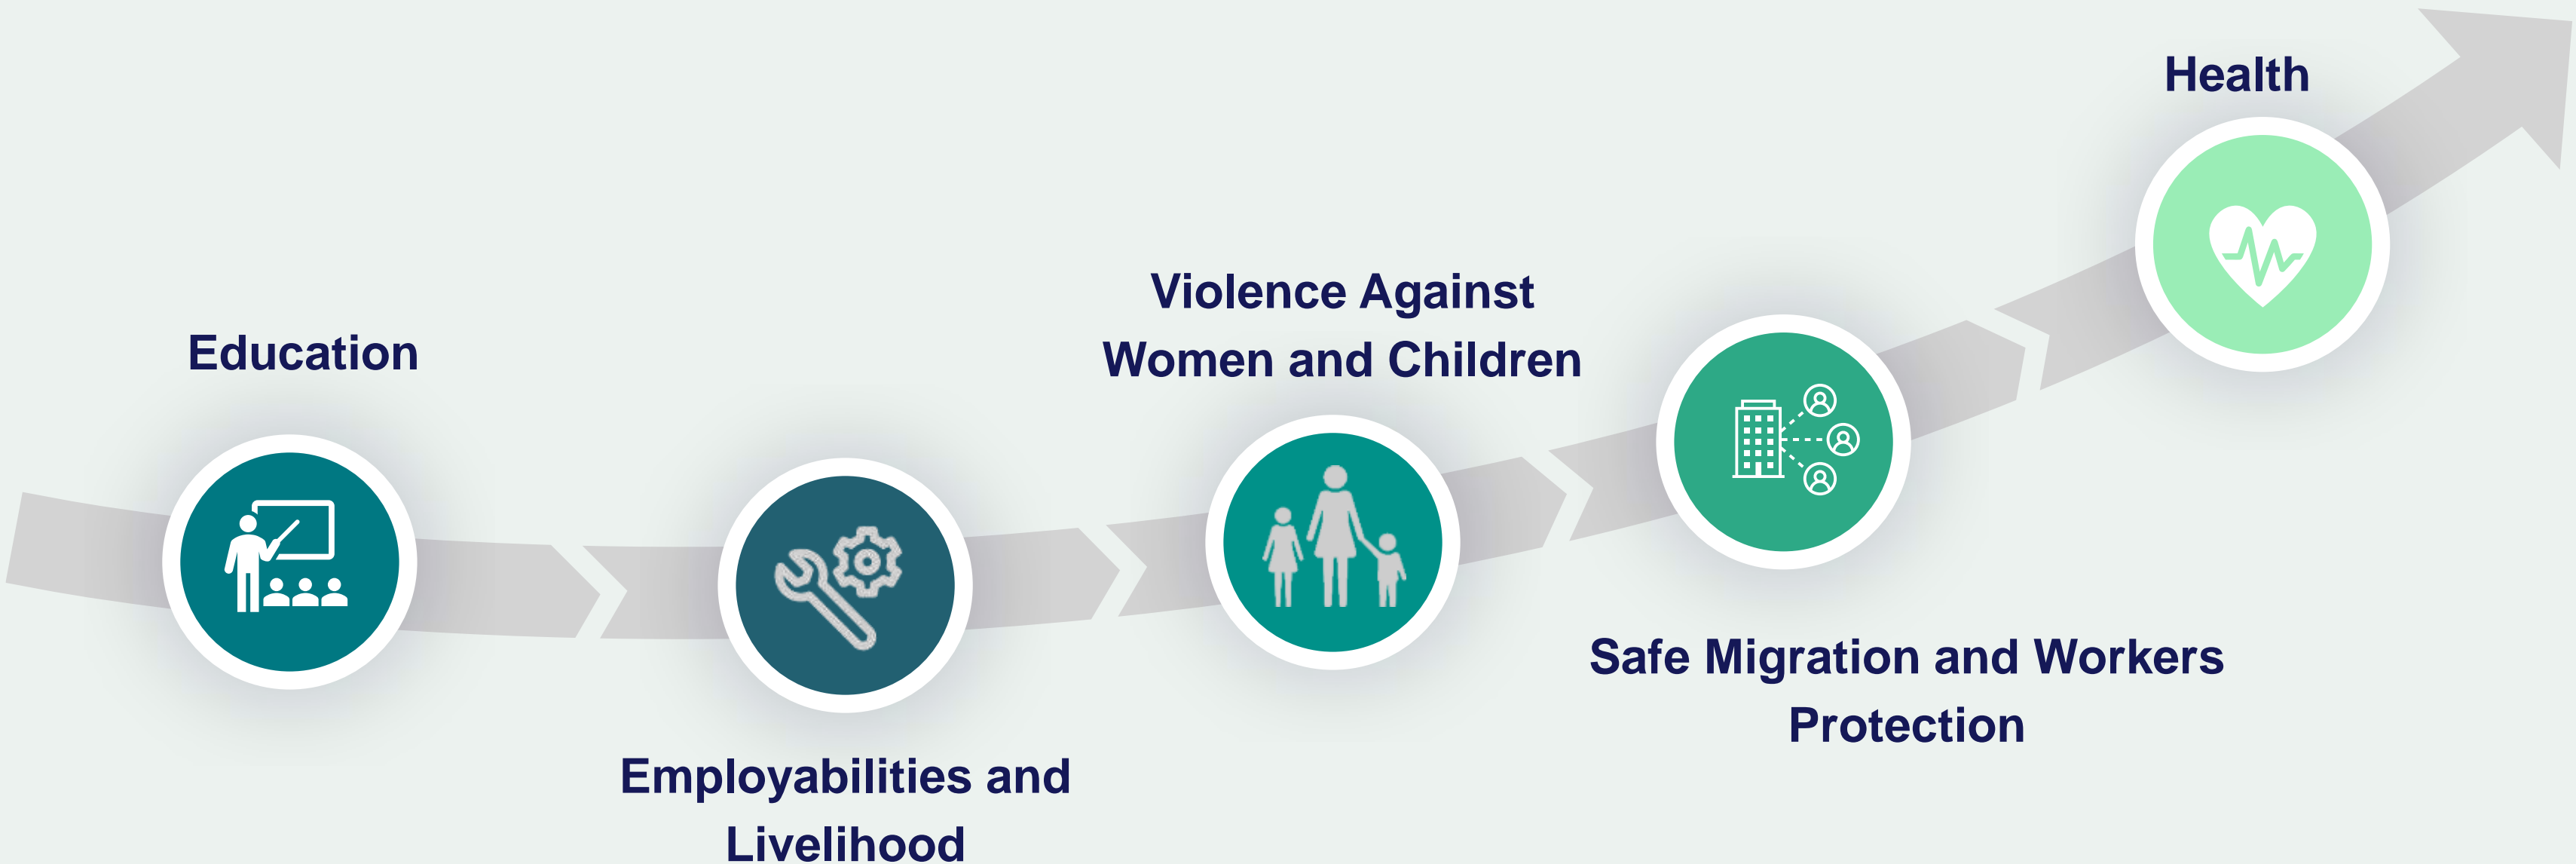 Education
Employabilities and
Livelihood
Violence Against
Women and Children
Safe Migration and Workers
Protection
Health